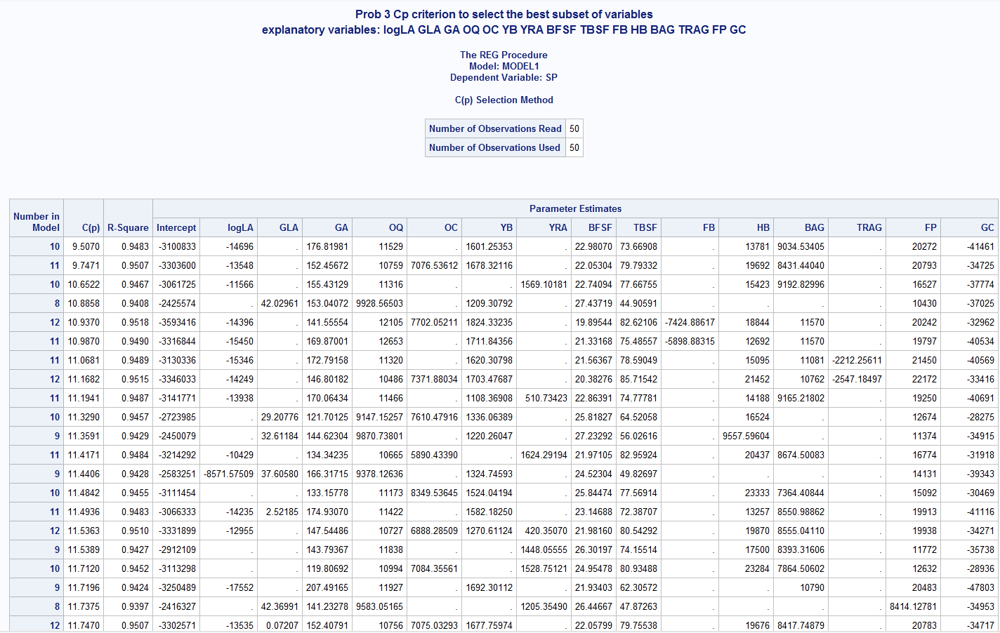 Prob 3 Cp criterion to select the best subset of variables
explanatory variables: logLA GLA GA OQ OC YB YRA BFSF TBSF FB HB BAG TRAG FP GC
The REG Procedure
Model: MODEL1
Dependent Variable: SP
C(p) Selection Method
Number of Observations Read 50
Number of Observations Used 50
Parameter Estimates
Number in Model C(p) R-Square Intercept logLA GLA GA OQ OC YB YRA BFSF TBSF FB HB BAG TRAG FP GC
10 9.5070 0.9483 -3100833 -14696 . 176.81981 11529 . 1601.25353 . 22.98070 73.66908 . 13781 9034.53405 . 20272 -41461
11 9.7471 0.9507 -3303600 -13548 . 152.45672 10759 7076.53612 1678.32116 . 22.05304 79.79332 . 19692 8431.44040 . 20793 -34725
10 10.6522 0.9467 -3061725 -11566 . 155.43129 11316 . . 1569.10181 22.74094 77.66755 . 15423 9192.82996 . 16527 -37774
8 10.8858 0.9408 -2425574 . 42.02961 153.04072 9928.56503 . 1209.30792 . 27.43719 44.90591 . . . . 10430 -37025
12 10.9370 0.9518 -3593416 -14396 . 141.55554 12105 7702.05211 1824.33235 . 19.89544 82.62106 -7424.88617 18844 11570 . 20242 -32962
11 10.9870 0.9490 -3316844 -15450 . 169.87001 12653 . 1711.84356 . 21.33168 75.48557 -5898.88315 12692 11570 . 19797 -40534
11 11.0681 0.9489 -3130336 -15346 . 172.79158 11320 . 1620.30798 . 21.56367 78.59049 . 15095 11081 -2212.25611 21450 -40569
12 11.1682 0.9515 -3346033 -14249 . 146.80182 10486 7371.88034 1703.47687 . 20.38276 85.71542 . 21452 10762 -2547.18497 22172 -33416
11 11.1941 0.9487 -3141771 -13938 . 170.06434 11466 . 1108.36908 510.73423 22.86391 74.77781 . 14188 9165.21802 . 19250 -40691
10 11.3290 0.9457 -2723985 . 29.20776 121.70125 9147.15257 7610.47916 1336.06389 . 25.81827 64.52058 . 16524 . . 12674 -28275
9 11.3591 0.9429 -2450079 . 32.61184 144.62304 9870.73801 . 1220.26047 . 27.23292 56.02616 . 9557.59604 . . 11374 -34915
11 11.4171 0.9484 -3214292 -10429 . 134.34235 10665 5890.43390 . 1624.29194 21.97105 82.95924 . 20437 8674.50083 . 16774 -31918
9 11.4406 0.9428 -2583251 -8571.57509 37.60580 166.31715 9378.12636 . 1324.74593 . 24.52304 49.82697 . . . . 14131 -39343
10 11.4842 0.9455 -3111454 . . 133.15778 11173 8349.53645 1524.04194 . 25.84474 77.56914 . 23333 7364.40844 . 15092 -30469
11 11.4936 0.9483 -3066333 -14235 2.52185 174.93070 11422 . 1582.18250 . 23.14688 72.38707 . 13257 8550.98862 . 19913 -41116
12 11.5363 0.9510 -3331899 -12955 . 147.54486 10727 6888.28509 1270.61124 420.35070 21.98160 80.54292 . 19870 8555.04110 . 19938 -34271
9 11.5389 0.9427 -2912109 . . 143.79367 11838 . . 1448.05555 26.30197 74.15514 . 17500 8393.31606 . 11772 -35738
10 11.7120 0.9452 -3113298 . . 119.80692 10994 7084.35561 . 1528.75121 24.95478 80.93488 . 23284 7864.50602 . 12632 -28936
9 11.7196 0.9424 -3250489 -17552 . 207.49165 11927 . 1692.30112 . 21.93403 62.30572 . . 10790 . 20483 -47803
8 11.7375 0.9397 -2416327 . 42.36991 141.23278 9583.05165 . . 1205.35490 26.44667 47.87263 . . . . 8414.12781 -34953
12 11.7470 0.9507 -3302571 -13535 0.07207 152.40791 10756 7075.03293 1677.75974 . 22.05799 79.75538 . 19676 8417.74879 . 20783 -34717